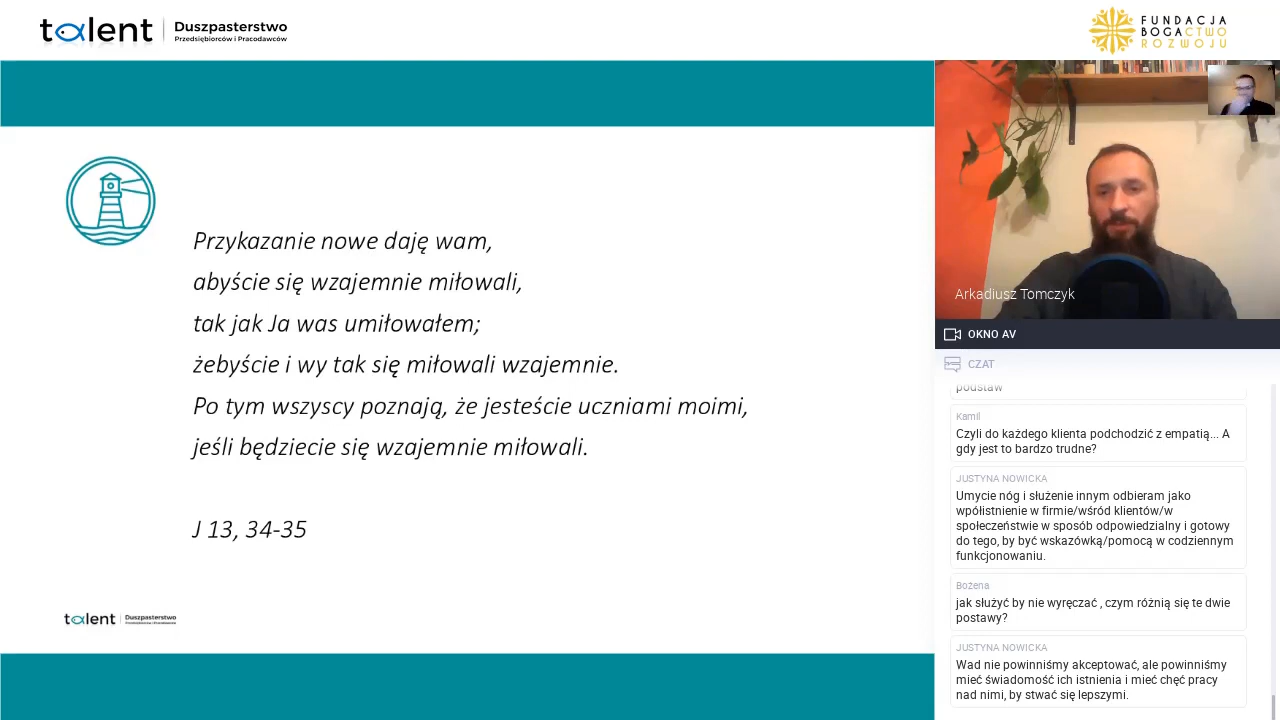 talent
Duszpasterstwo
Przedsiębiorców i Pracodawców
FUNDACJA
BOGACTWO
ROZWOJU
Przykazanie nowe daję wam,
abyście się wzajemnie miłowali,
tak jak Ja was umiłowałem;
żebyście i wy tak się miłowali wzajemnie.
Po tym wszyscy poznają, że jesteście uczniami moimi,
jeśli będziecie się wzajemnie miłowali.
J 13, 34-35
talent
Duszpasterstwo
Przedsiębiorców i Pracodawców
Arkadiusz Tomczyk
OKNO AV
CZAT
podstaw
Kamil
Czyli do każdego klienta podchodzić z empatią... A
gdy jest to bardzo trudne?
JUSTYNA NOWICKA
Umycie nóg i służenie innym odbieram jako
wpółistnienie w firmie/wśród klientów/w
społeczeństwie w sposób odpowiedzialny i gotowy
do tego, by być wskazówką/pomocą w codziennym
funkcjonowaniu.
Bożena
jak służyć by nie wyręczać , czym różnią się te dwie
postawy?
JUSTYNA NOWICKA
Wad nie powinniśmy akceptować, ale powinniśmy
mieć świadomość ich istnienia i mieć chęć pracy
nad nimi, by stwać się lepszymi.